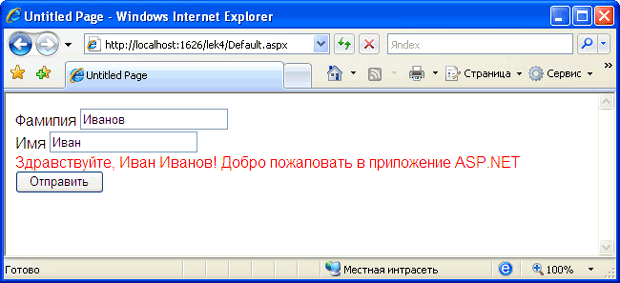 Untitled Page - Windows Internet Explorer
http://localhost:1626/lek4/Default.aspx
Яndex
Untitled Page
Страница
Сервис
»
Фамилия Иванов
Имя Иван
Здравствуйте, Иван Иванов! Добро пожаловать в приложение ASP.NET
Отправить
Готово
Местная интрасеть
100%